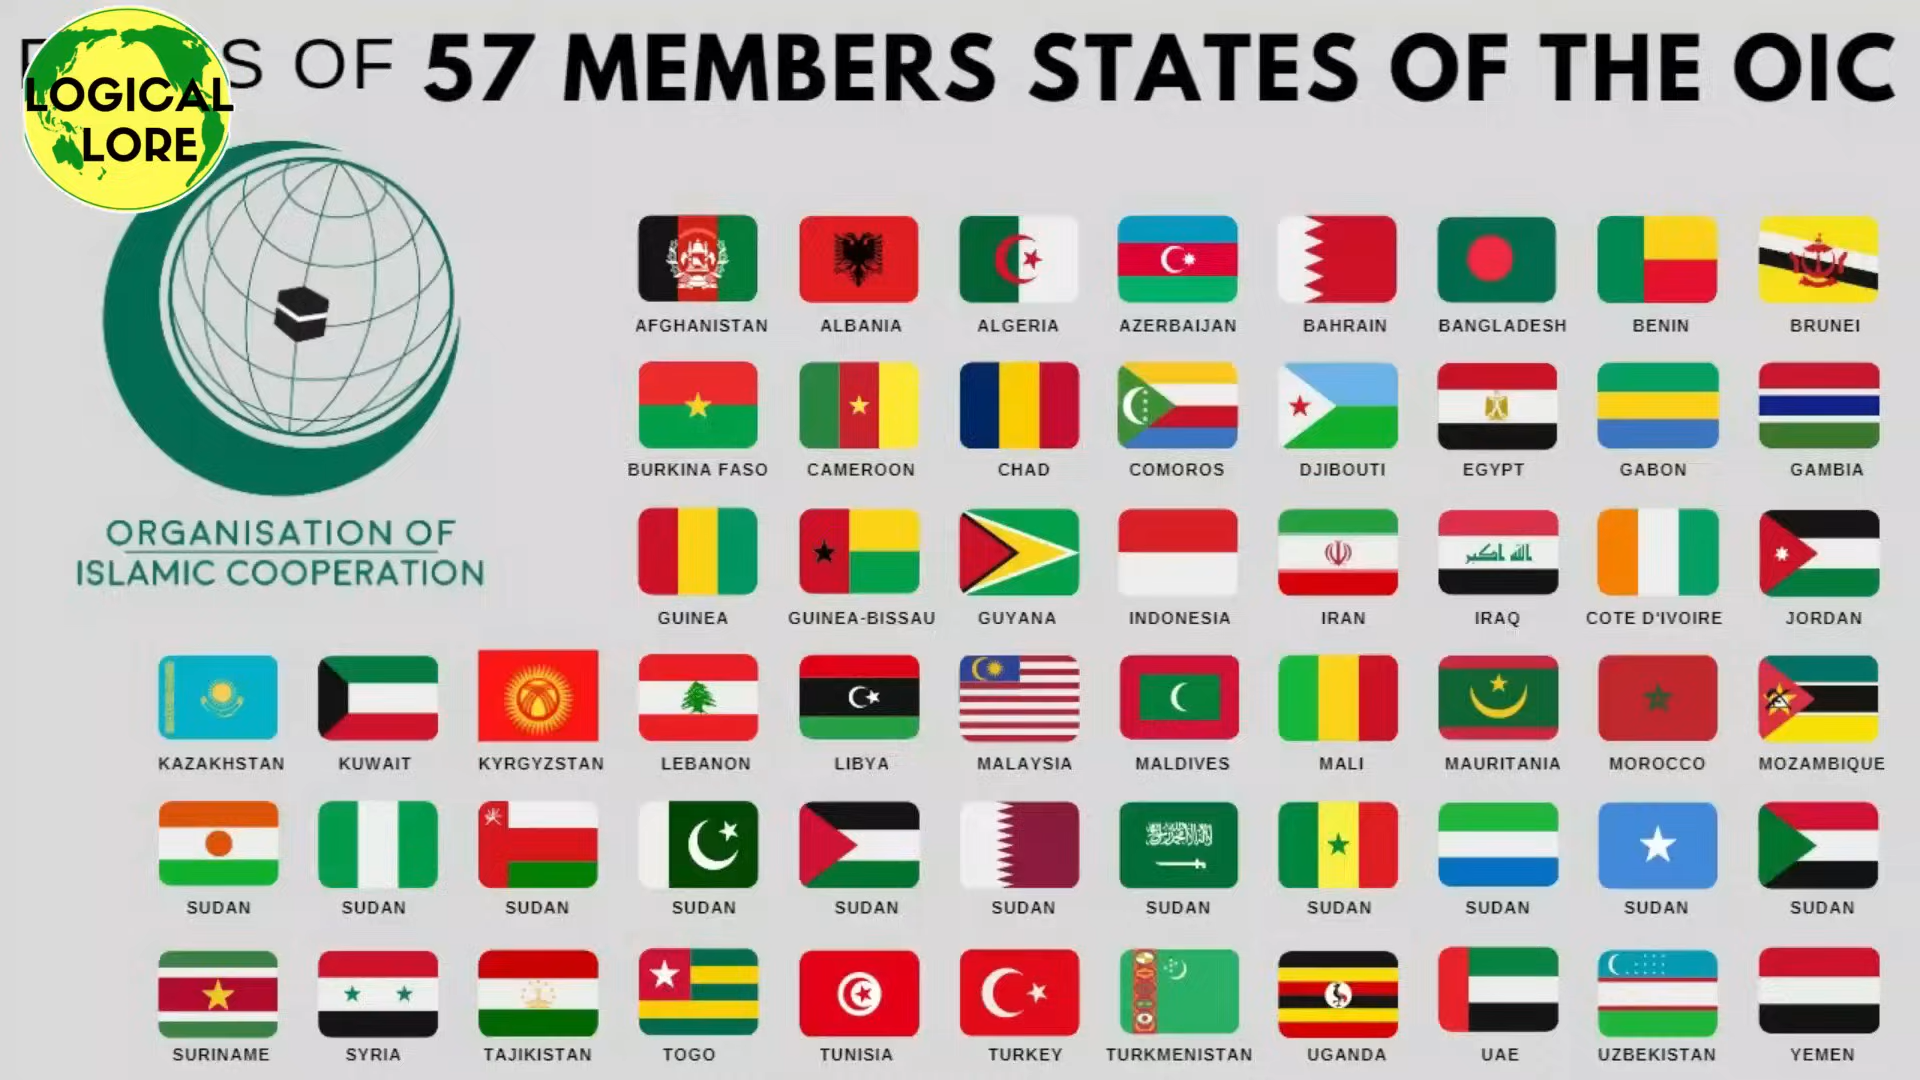 LOGICAL
LORE
S OF 57 MEMBERS STATES OF THE OIC
ORGANISATION OF
ISLAMIC COOPERATION
AFGHANISTAN ALBANIA ALGERIA AZERBAIJAN BAHRAIN BANGLADESH BENIN BRUNEI
BURKINA FASO CAMEROON CHAD COMOROS DJIBOUTI EGYPT GABON GAMBIA
الله اكبر
GUINEA GUINEA-BISSAU GUYANA INDONESIA IRAN IRAQ COTE D'IVOIRE JORDAN
KAZAKHSTAN KUWAIT KYRGYZSTAN LEBANON LIBYA MALAYSIA MALDIVES MALI MAURITANIA MOROCCO MOZAMBIQUE
SUDAN SUDAN SUDAN SUDAN SUDAN SUDAN SUDAN SUDAN SUDAN SUDAN SUDAN
SURINAME SYRIA TAJIKISTAN TOGO TUNISIA TURKEY TURKMENISTAN UGANDA UAE UZBEKISTAN YEMEN